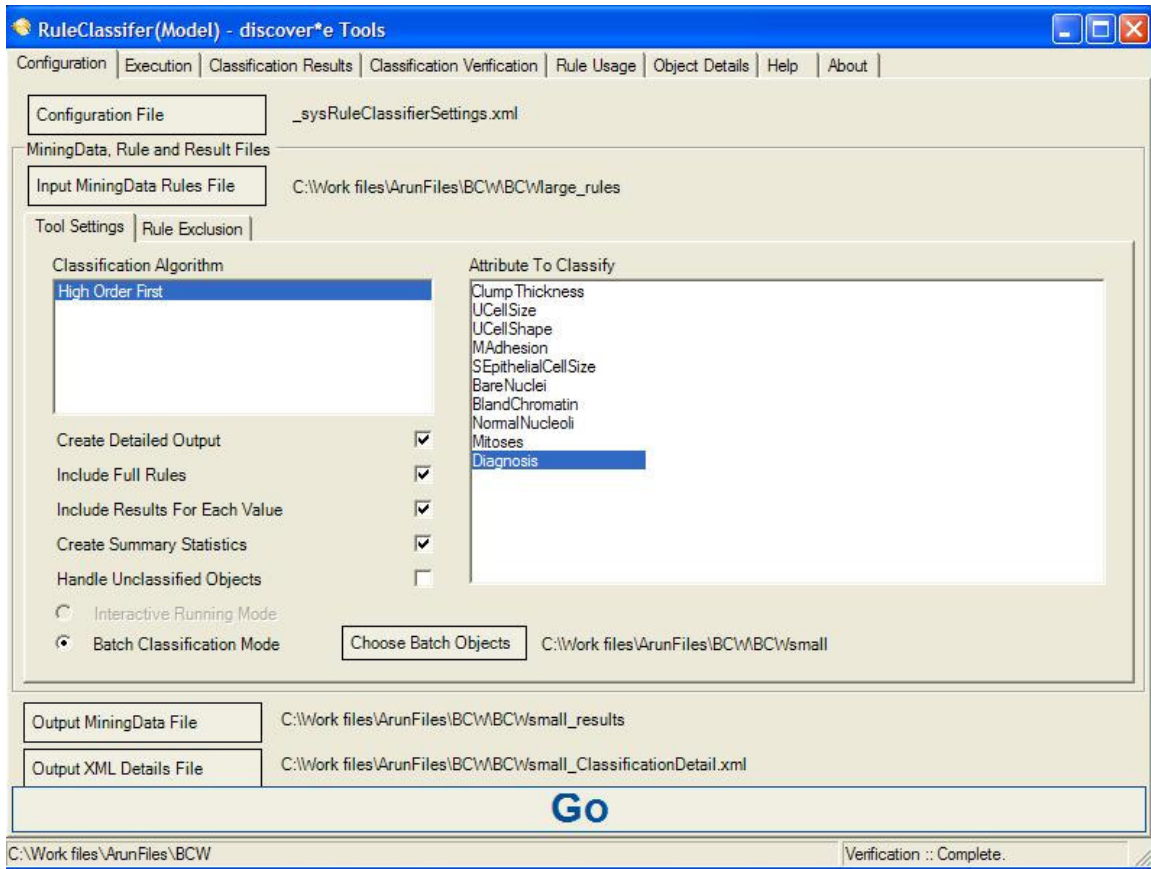 RuleClassifer(Model) - discover*e Tools
Configuration Execution Classification Results Classification Verification Rule Usage Object Details Help About
Configuration File _sysRuleClassifierSettings.xml
MiningData, Rule and Result Files
Input MiningData Rules File C:\Work files\ArunFiles\BCW\BCWlarge_rules
Tool Settings Rule Exclusion
Classification Algorithm
High Order First
Attribute To Classify
ClumpThickness
UCellSize
UCellShape
MAdhesion
SEpithelialCellSize
BareNuclei
BlandChromatin
NormalNucleoli
Mitoses
Diagnosis
Create Detailed Output
Include Full Rules
Include Results For Each Value
Create Summary Statistics
Handle Unclassified Objects
Interactive Running Mode
Batch Classification Mode Choose Batch Objects C:\Work files\ArunFiles\BCW\BCWsmall
Output MiningData File C:\Work files\ArunFiles\BCW\BCWsmall_results
Output XML Details File C:\Work files\ArunFiles\BCW\BCWsmall_ClassificationDetail.xml
Go
C:\Work files\ArunFiles\BCW Verification :: Complete.